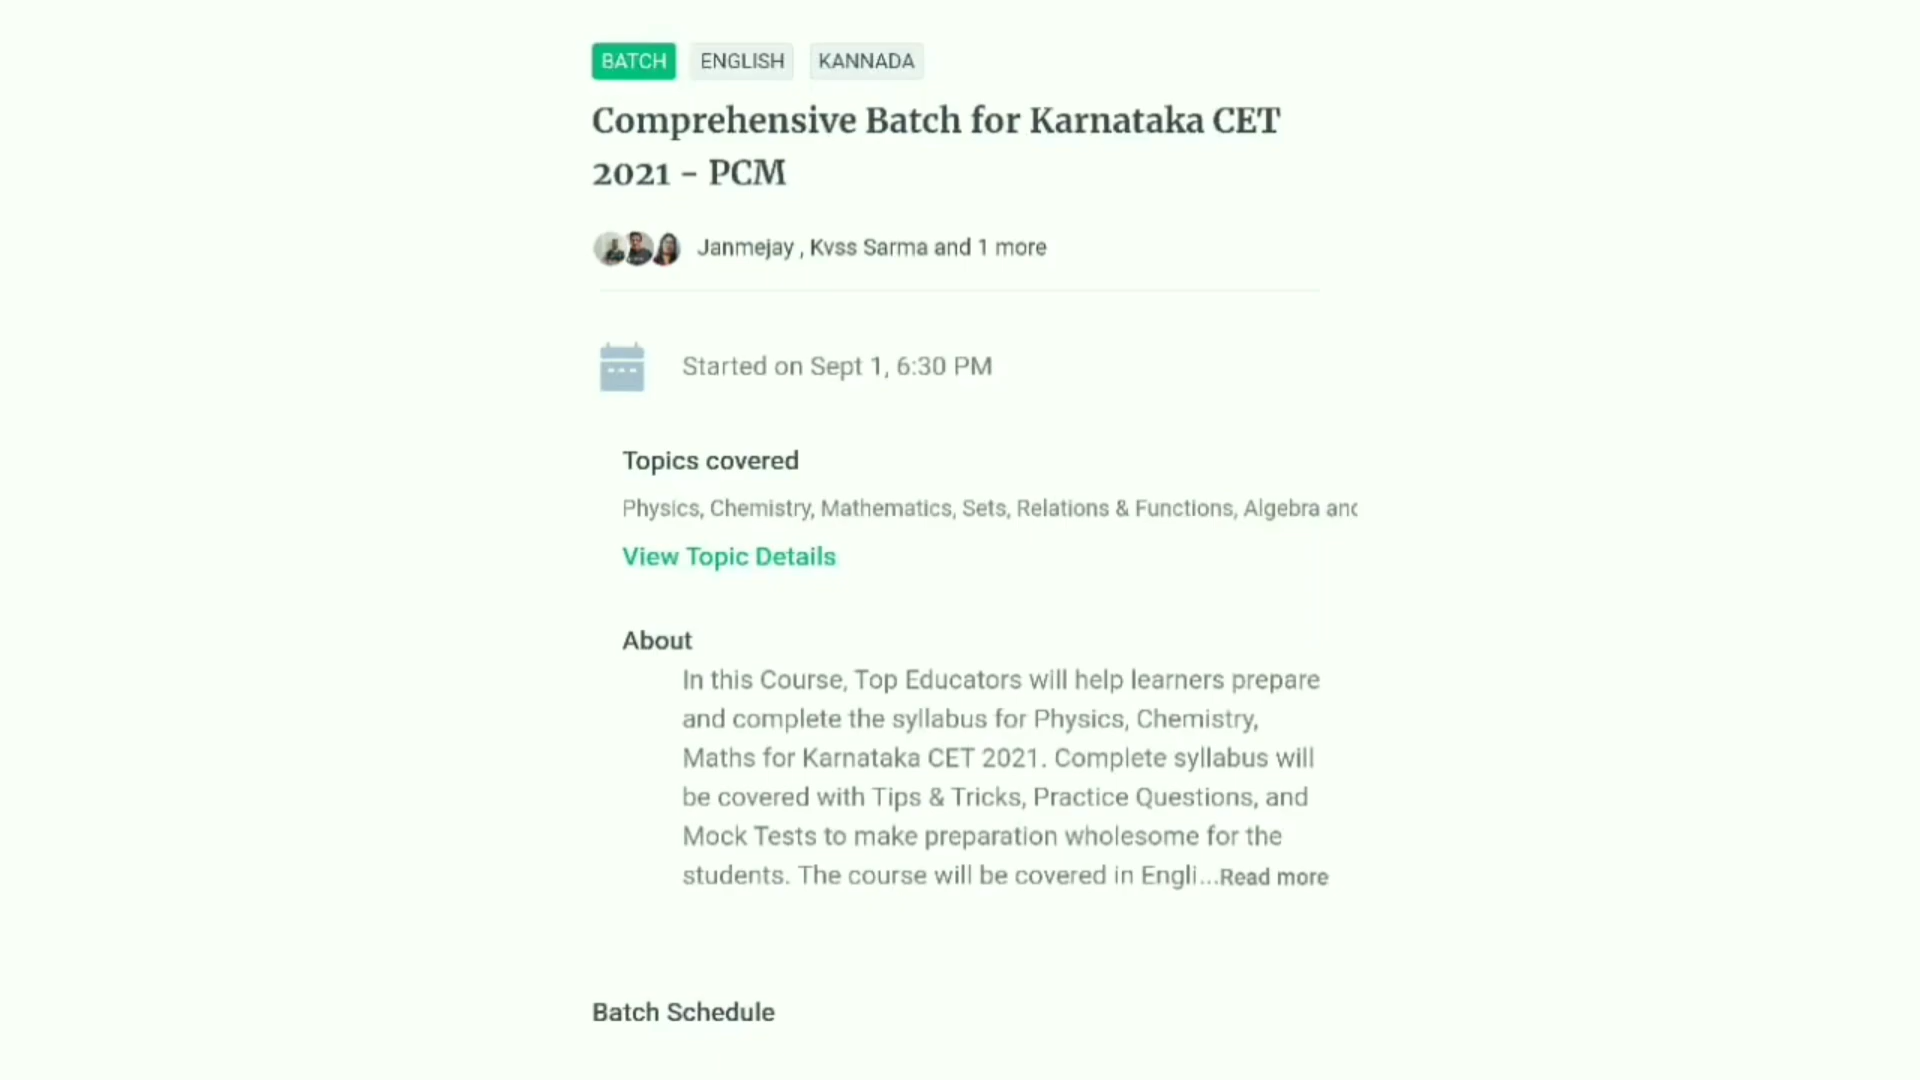 BATCH ENGLISH KANNADA
Comprehensive Batch for Karnataka CET
2021 - PCM
Janmejay , Kvss Sarma and 1 more
Started on Sept 1, 6:30 PM
Topics covered
Physics, Chemistry, Mathematics, Sets, Relations & Functions, Algebra and
View Topic Details
About
In this Course, Top Educators will help learners prepare
and complete the syllabus for Physics, Chemistry,
Maths for Karnataka CET 2021. Complete syllabus will
be covered with Tips & Tricks, Practice Questions, and
Mock Tests to make preparation wholesome for the
students. The course will be covered in Engli...Read more
Batch Schedule